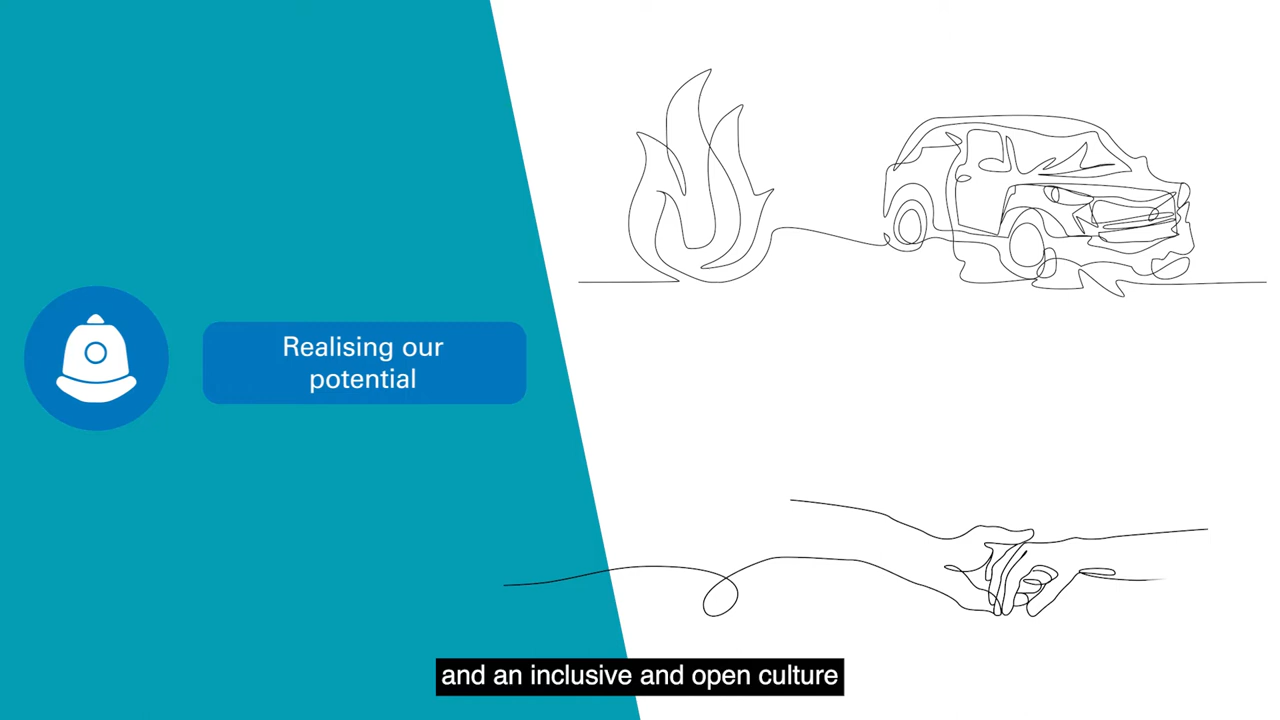 Realising our
potential
and an inclusive and open culture